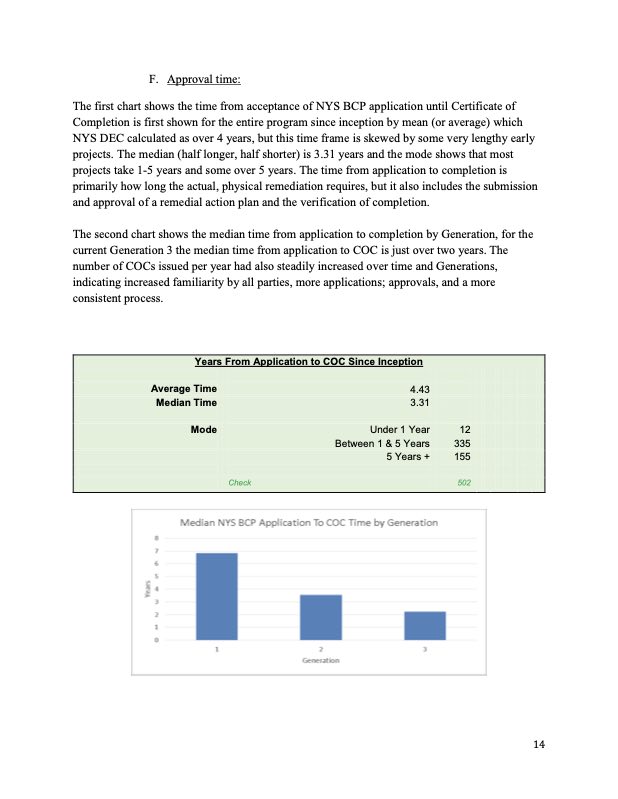 F. Approval time:
The first chart shows the time from acceptance of NYS BCP application until Certificate of
Completion is first shown for the entire program since inception by mean (or average) which
NYS DEC calculated as over 4 years, but this time frame is skewed by some very lengthy early
projects. The median (half longer, half shorter) is 3.31 years and the mode shows that most
projects take 1-5 years and some over 5 years. The time from application to completion is
primarily how long the actual, physical remediation requires, but it also includes the submission
and approval of a remedial action plan and the verification of completion.
The second chart shows the median time from application to completion by Generation, for the
current Generation 3 the median time from application to COC is just over two years. The
number of COCs issued per year had also steadily increased over time and Generations,
indicating increased familiarity by all parties, more applications; approvals, and a more
consistent process.
Years From Application to COC Since Inception
Average Time 4.43
Median Time 3.31
Mode Under 1 Year 12
Between 1 & 5 Years 335
5 Years + 155
Check 502
Median NYS BCP Application To COC Time by Generation
8
7
6
5
4
3
2
1
0
Years
1 2 3
Generation
14